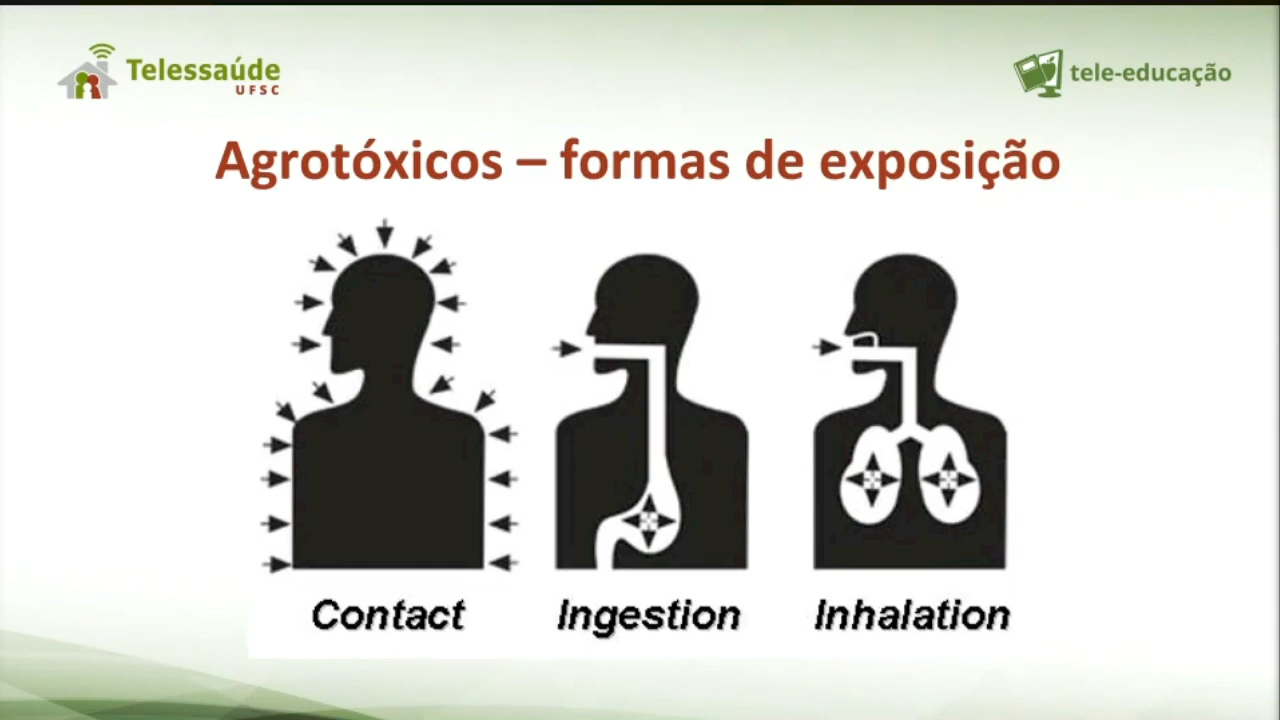 Telessaúde
UFSC
tele-educação
Agrotóxicos – formas de exposição
Contact
Ingestion
Inhalation